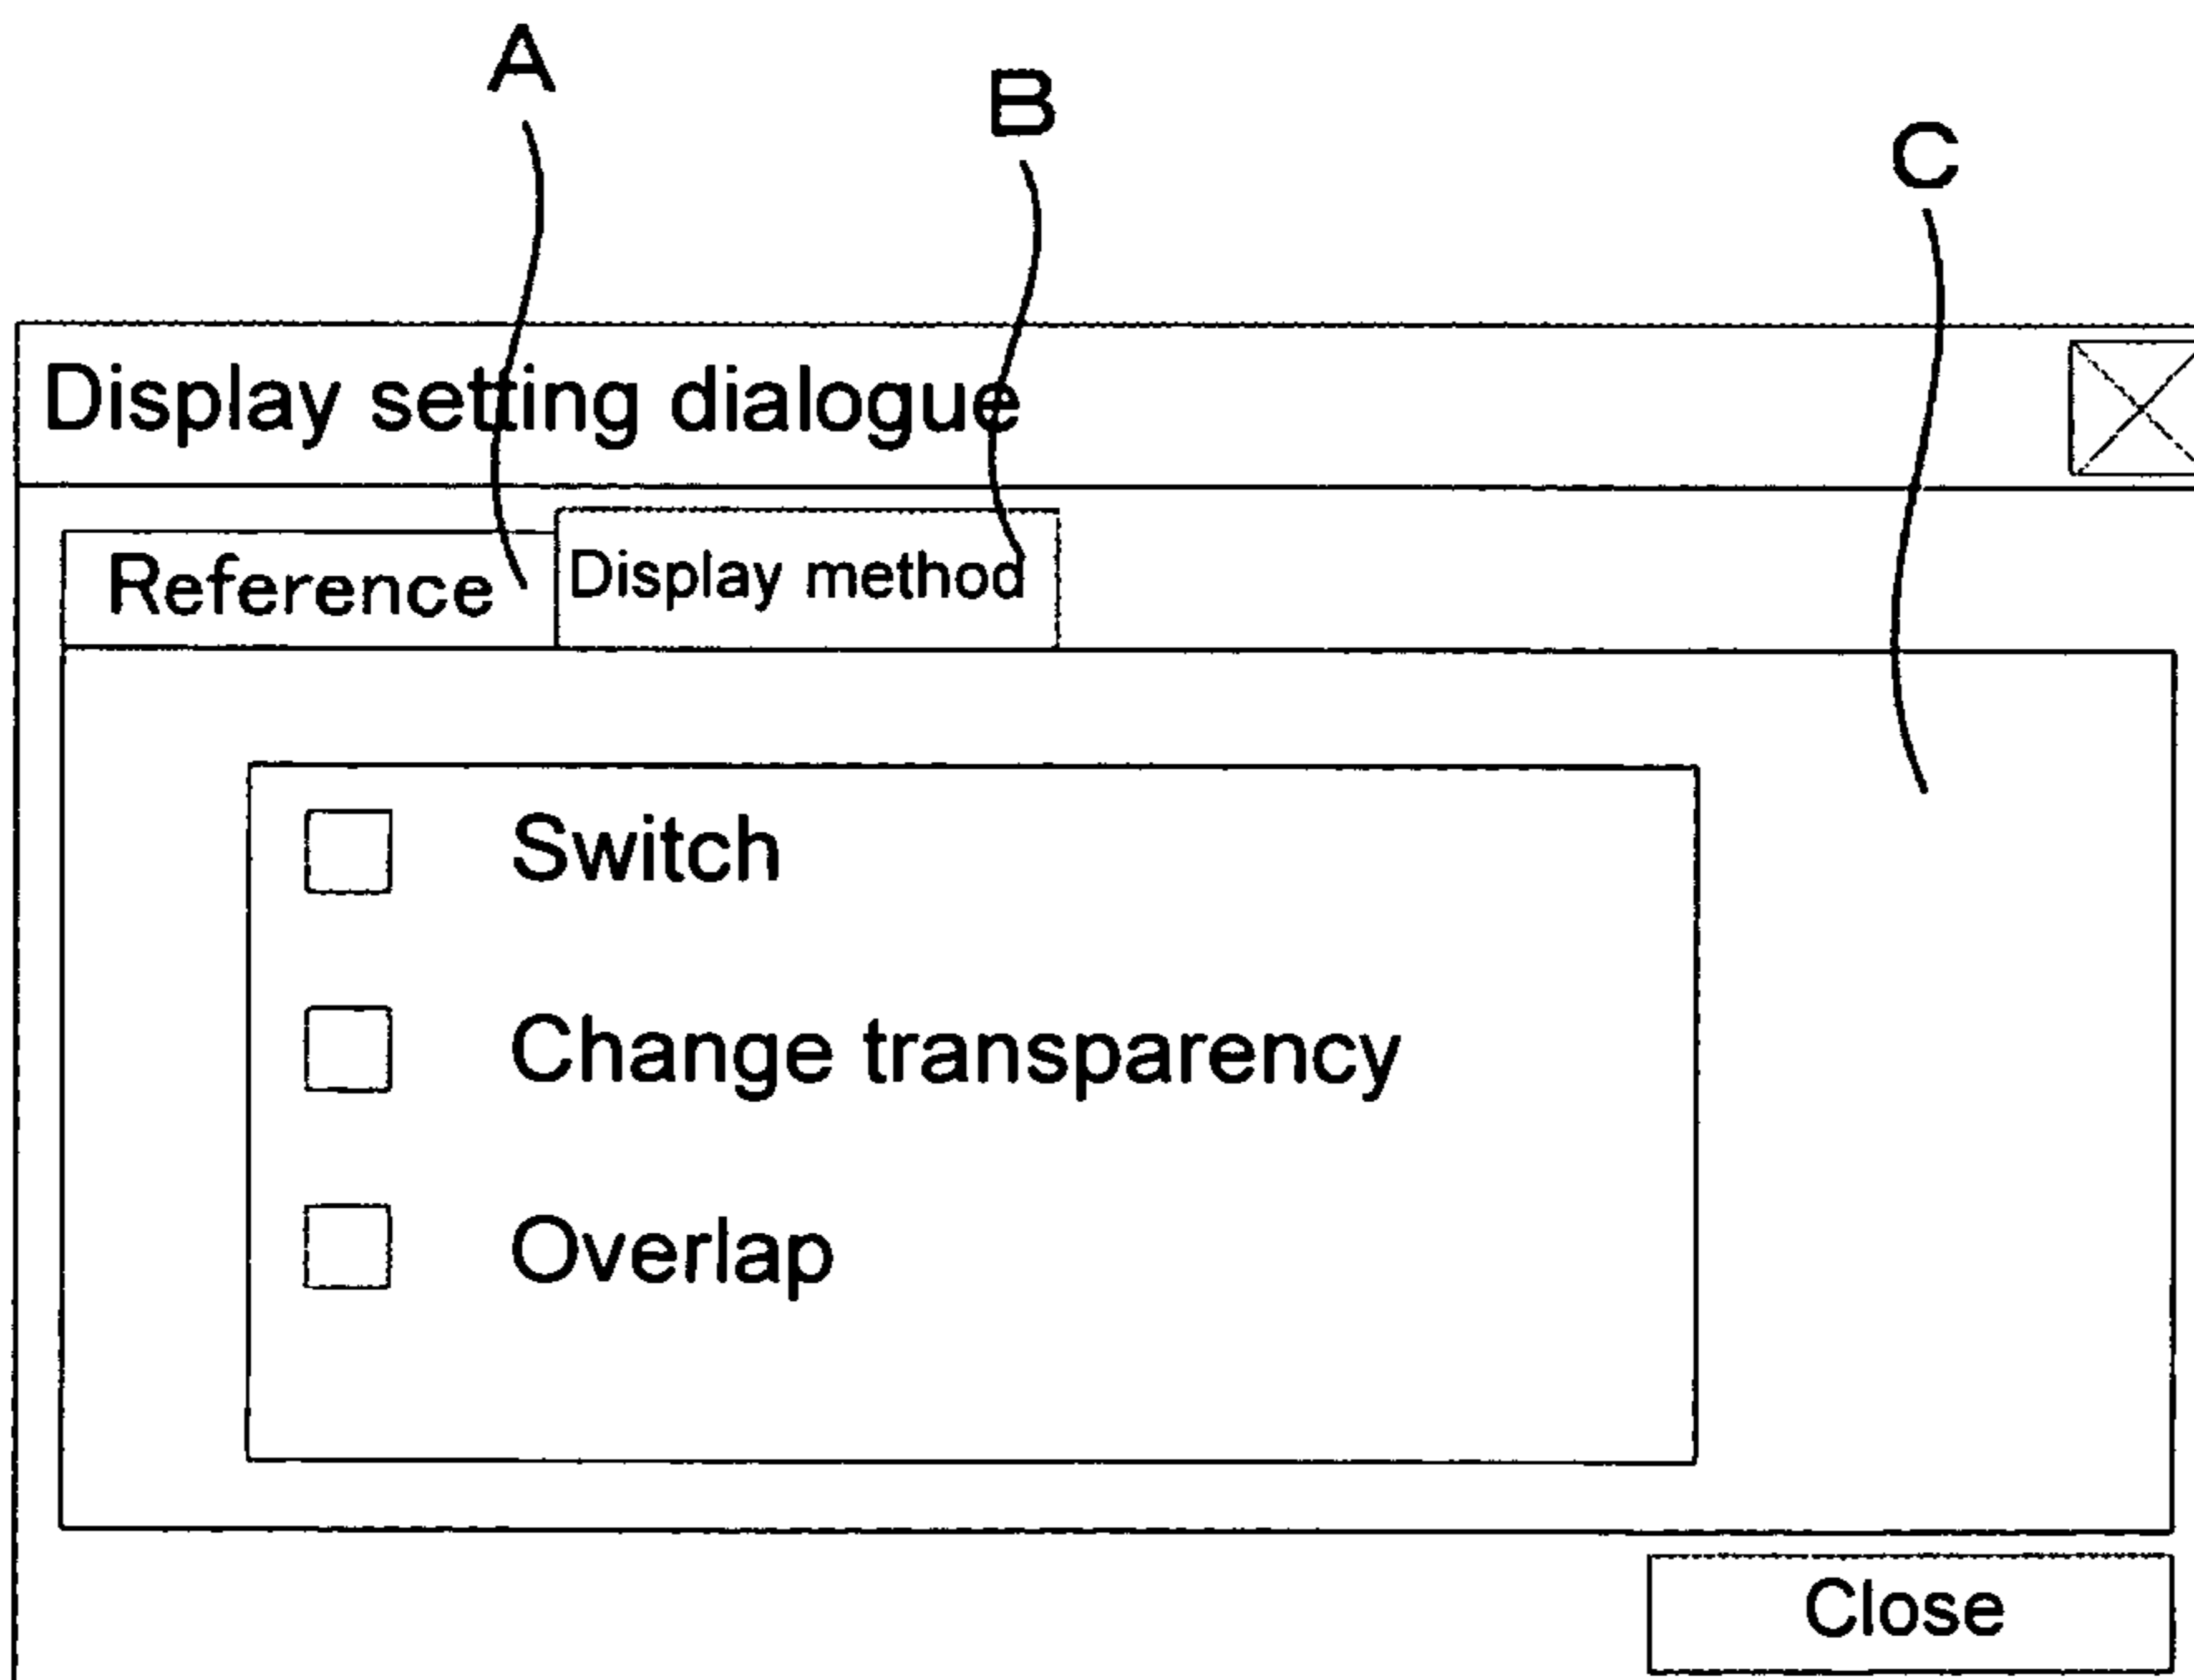 A
B
C
Display setting dialogue
Reference
Display method
Switch
Change transparency
Overlap
Close